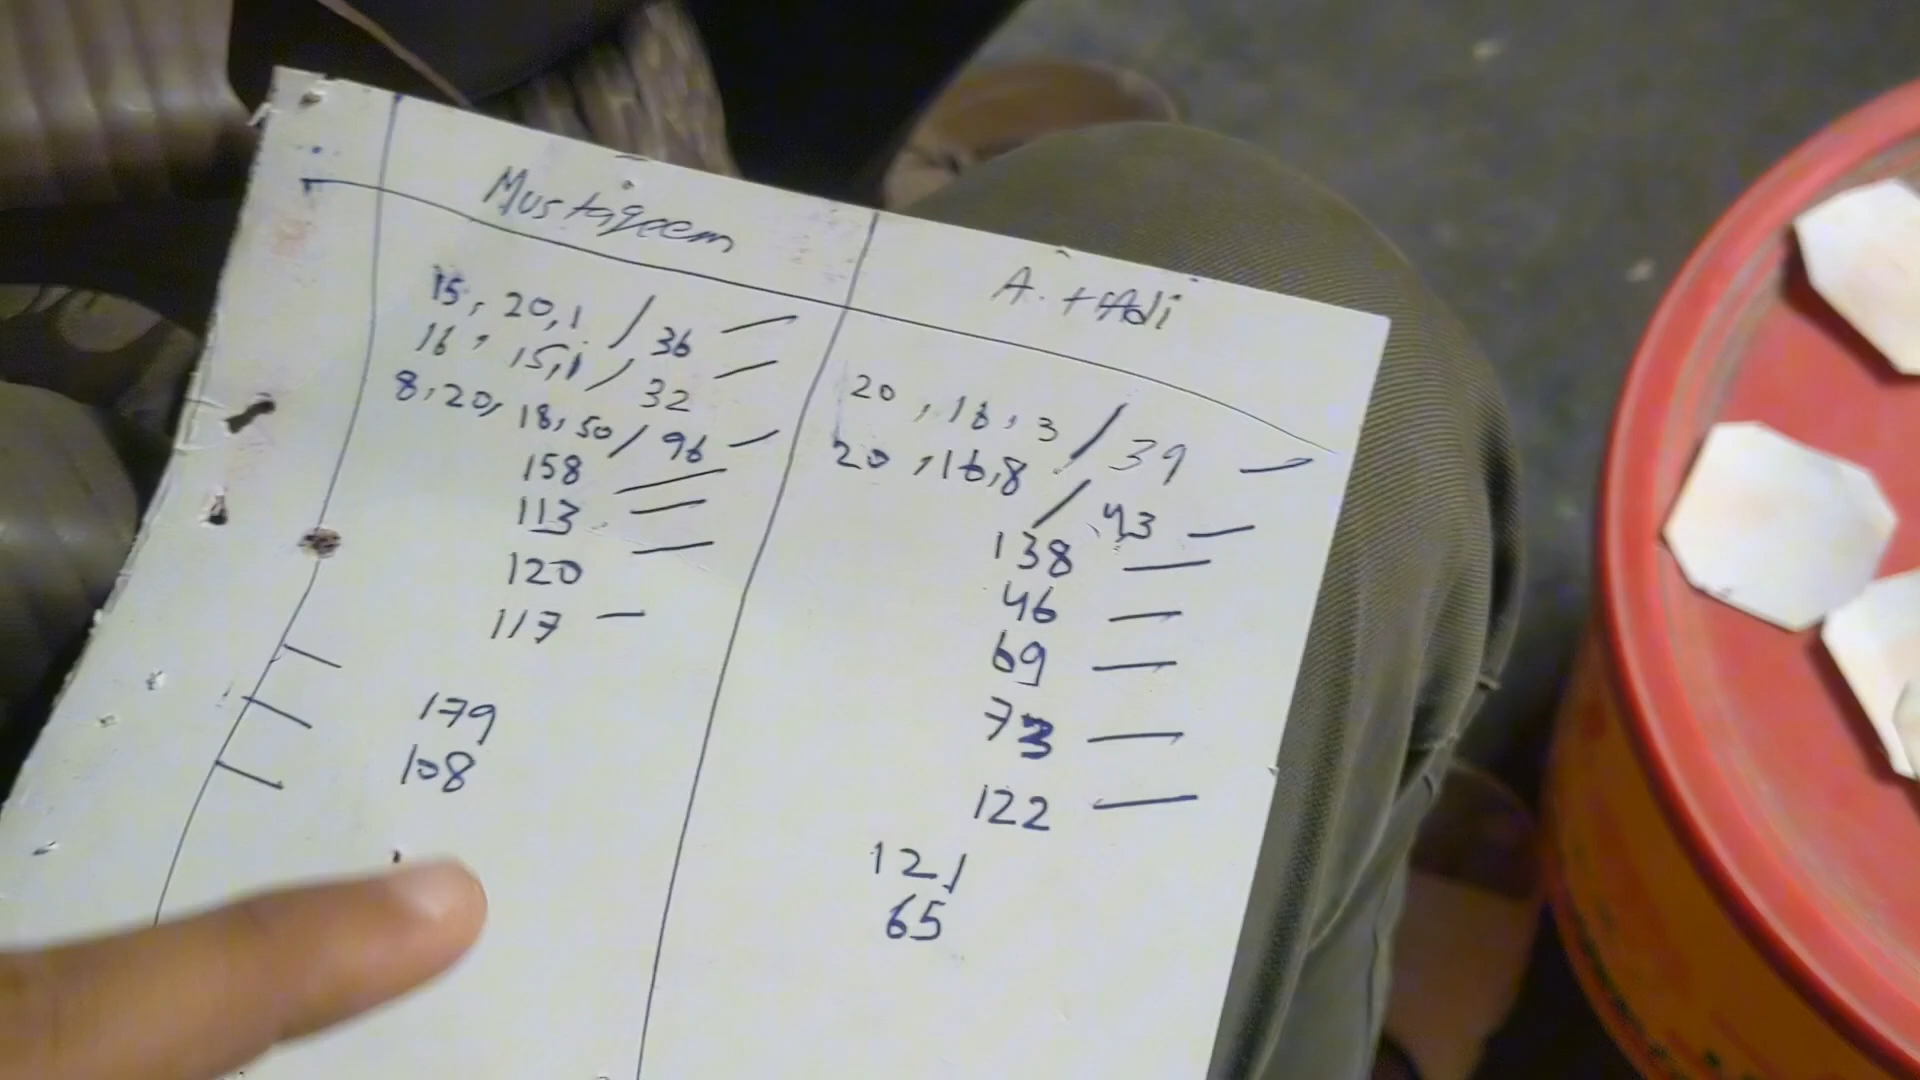 Mustaqeem
15, 20, 1 / 36 —
16, 15, 1 / 32 —
8, 20, 18, 50 / 96 —
158 —
113 —
120 —
117 —
179
108
A. Hadi
20, 18, 3 / 39 —
20, 16, 8 / 43 —
138 —
46 —
69 —
73 —
122 —
121
65